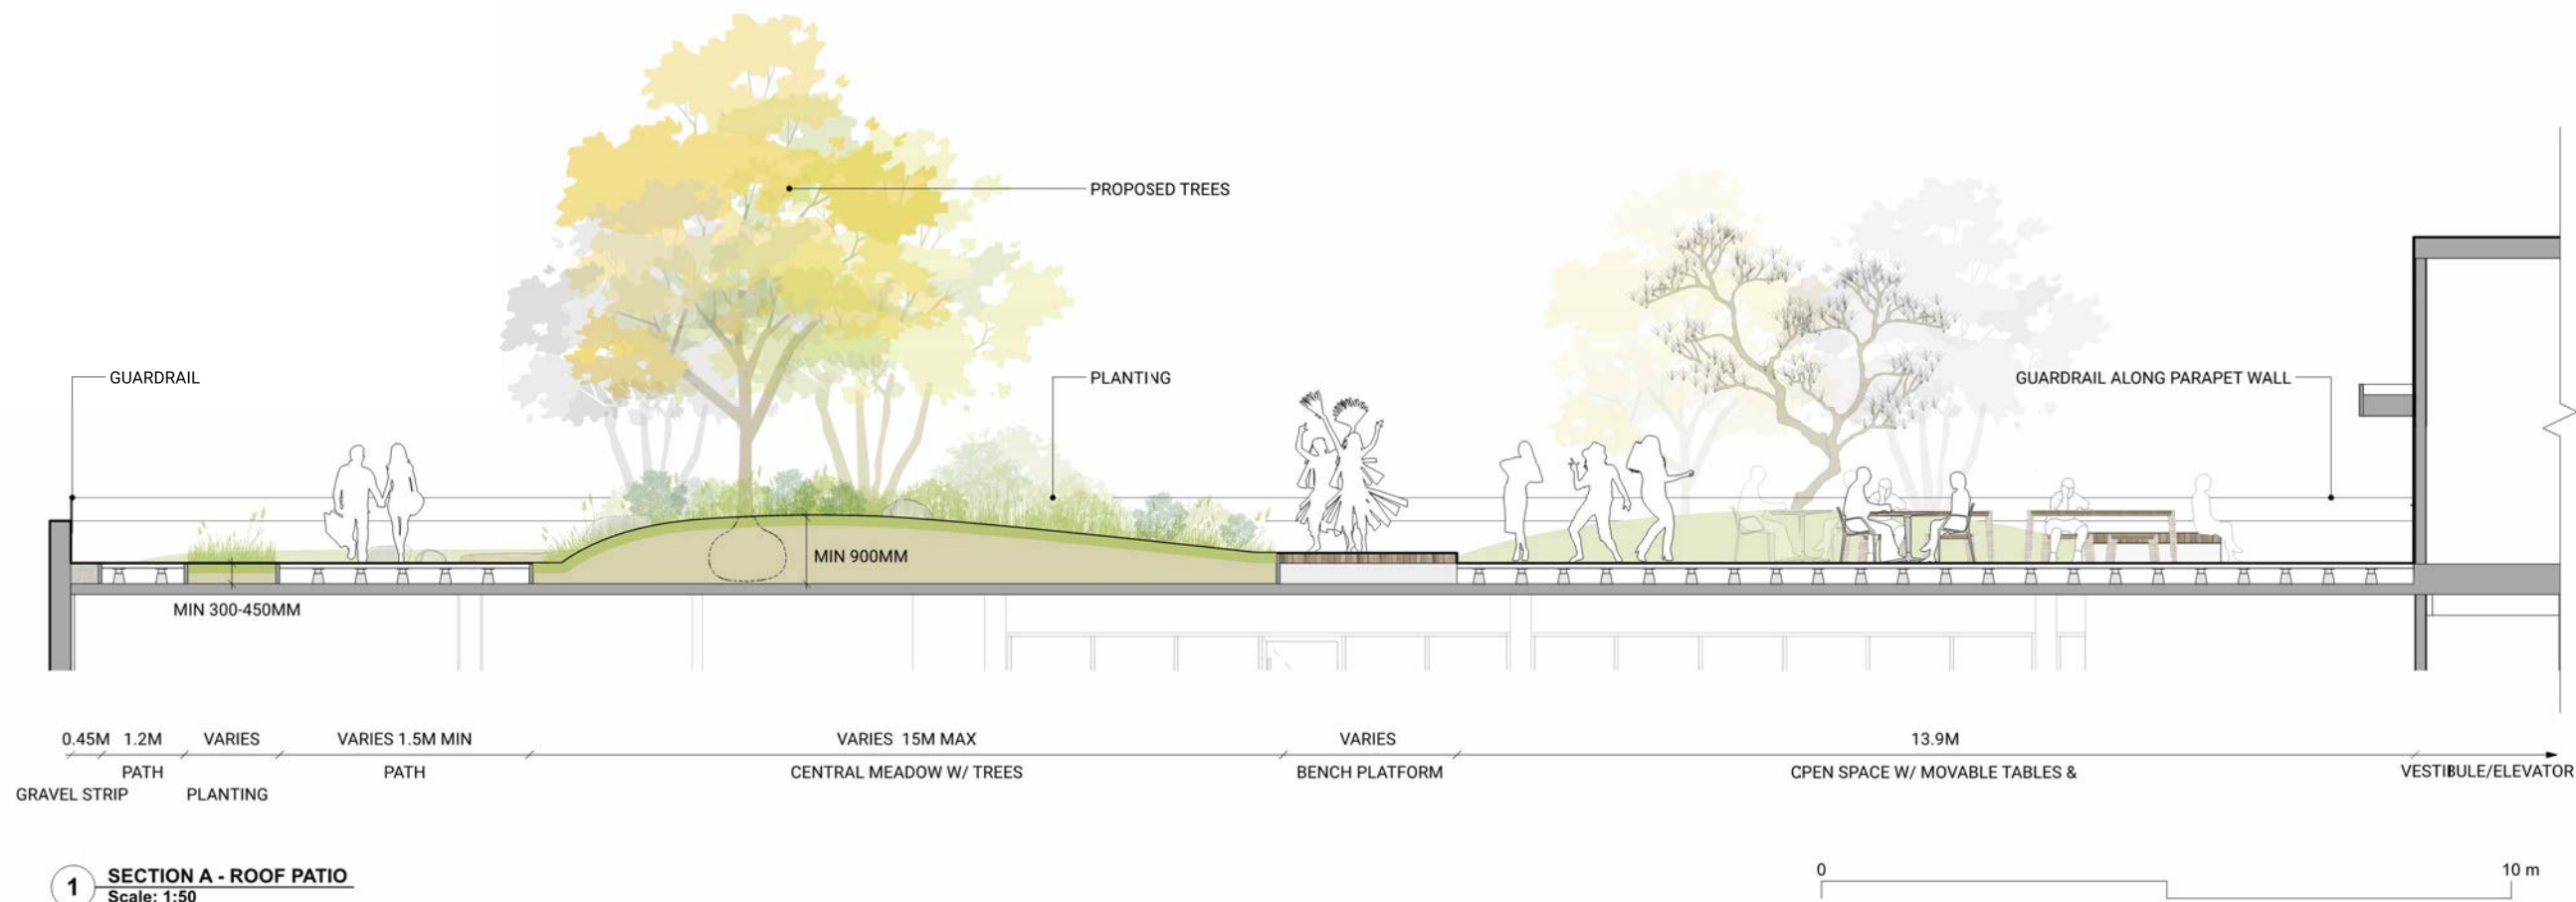 PROPOSED TREES
GUARDRAIL
PLANTING
GUARDRAIL ALONG PARAPET WALL
MIN 900MM
MIN 300-450MM
0.45M 1.2M VARIES VARIES 1.5M MIN VARIES 15M MAX VARIES 13.9M
PATH PATH CENTRAL MEADOW W/ TREES BENCH PLATFORM CPEN SPACE W/ MOVABLE TABLES & VESTIBULE/ELEVATOR
GRAVEL STRIP PLANTING
0 10 m
1 SECTION A - ROOF PATIO
Scale: 1:50